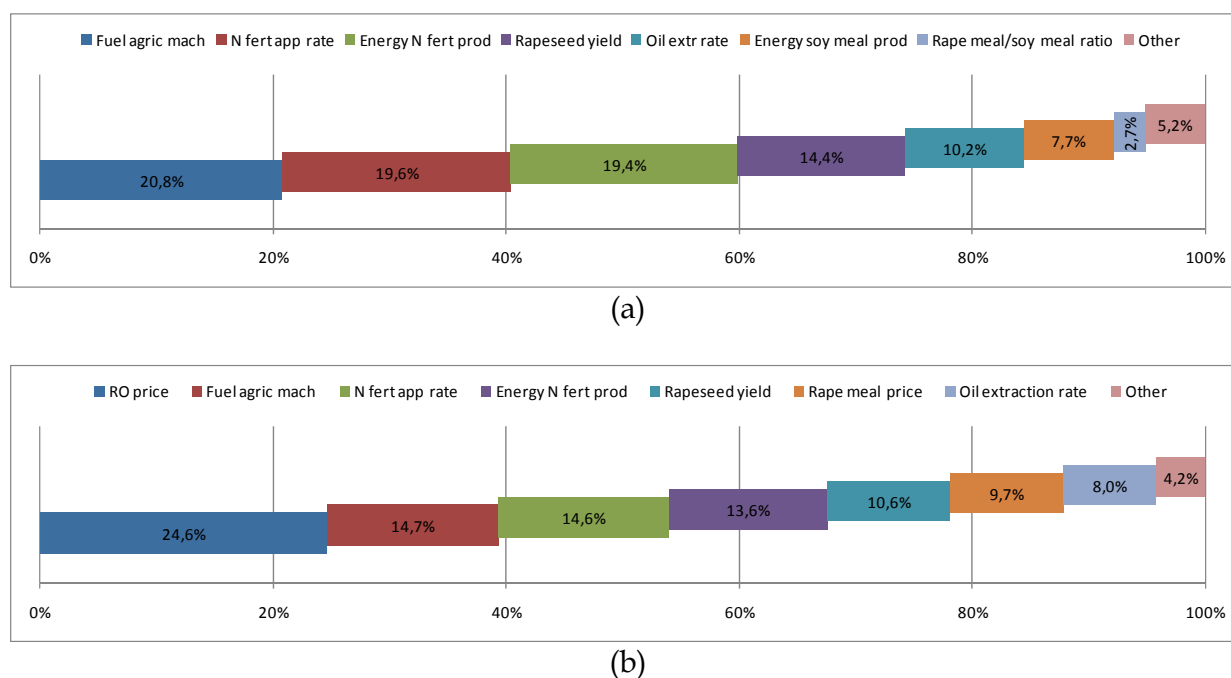 Fuel agric mach N fert app rate Energy N fert prod Rapeseed yield Oil extr rate Energy soy meal prod Rape meal/soy meal ratio Other
20,8% 19,6% 19,4% 14,4% 10,2% 7,7% 2,7% 5,2%
0% 20% 40% 60% 80% 100%
(a)
RO price Fuel agric mach N fert app rate Energy N fert prod Rapeseed yield Rape meal price Oil extraction rate Other
24,6% 14,7% 14,6% 13,6% 10,6% 9,7% 8,0% 4,2%
0% 20% 40% 60% 80% 100%
(b)